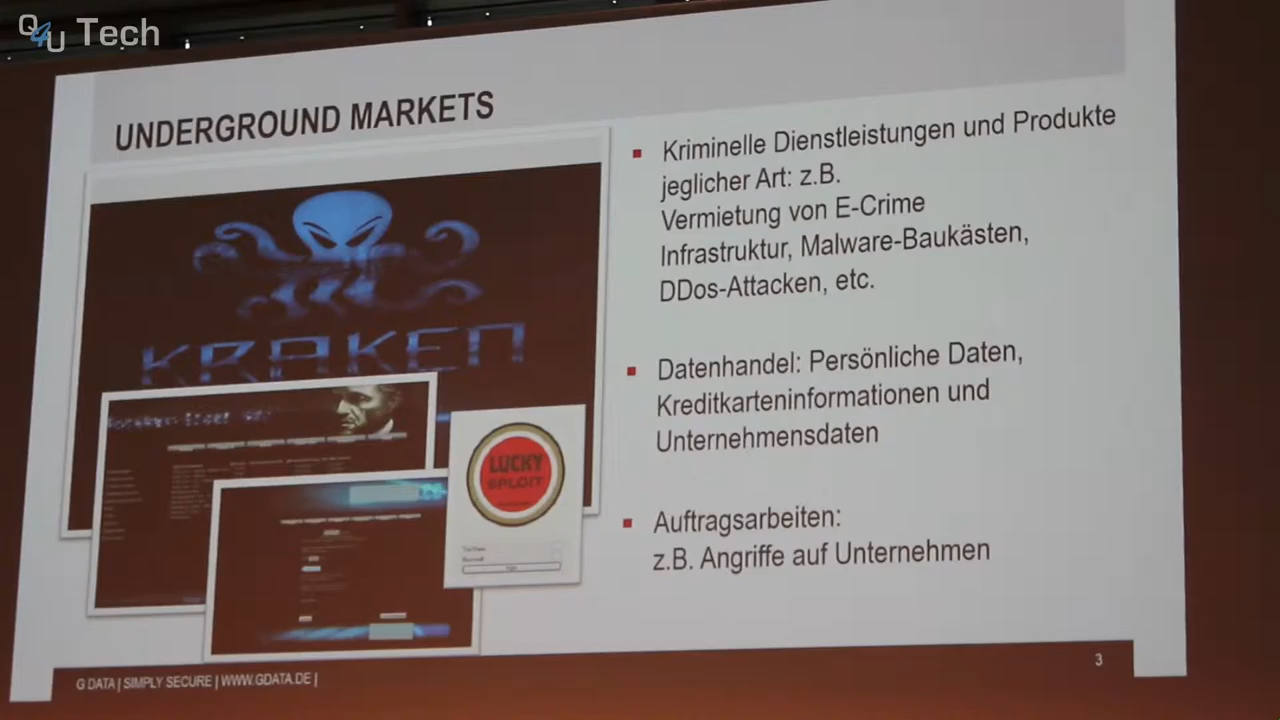 Q4U Tech
UNDERGROUND MARKETS
KRAKEN
LUCKY
SPLOIT
Kriminelle Dienstleistungen und Produkte
jeglicher Art: z.B.
Vermietung von E-Crime
Infrastruktur, Malware-Baukästen,
DDos-Attacken, etc.
Datenhandel: Persönliche Daten,
Kreditkarteninformationen und
Unternehmensdaten
Auftragsarbeiten:
z.B. Angriffe auf Unternehmen
G DATA | SIMPLY SECURE | WWW.GDATA.DE |
3